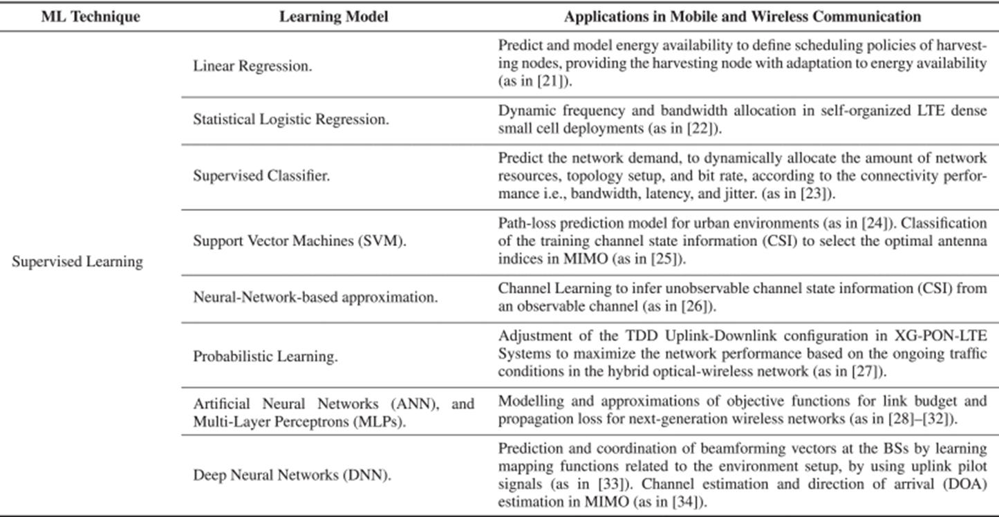 ML Technique Learning Model Applications in Mobile and Wireless Communication
Predict and model energy availability to define scheduling policies of harvest-
Linear Regression.
ing nodes, providing the harvesting node with adaptation to energy availability
(as in [21]).
Dynamic frequency and bandwidth allocation in self-organized LTE dense
Statistical Logistic Regression.
small cell deployments (as in [22]).
Predict the network demand, to dynamically allocate the amount of network
Supervised Classifier.
resources, topology setup, and bit rate, according to the connectivity perfor-
mance i.e., bandwidth, latency, and jitter. (as in [23]).
Path-loss prediction model for urban environments (as in [24]). Classification
Support Vector Machines (SVM).
of the training channel state information (CSI) to select the optimal antenna
indices in MIMO (as in [25]).
Supervised Learning
Neural-Network-based approximation.
Channel Learning to infer unobservable channel state information (CSI) from
an observable channel (as in [26]).
Adjustment of the TDD Uplink-Downlink configuration in XG-PON-LTE
Probabilistic Learning.
Systems to maximize the network performance based on the ongoing traffic
conditions in the hybrid optical-wireless network (as in [27]).
Artificial Neural Networks (ANN), and
Multi-Layer Perceptrons (MLPs).
Modelling and approximations of objective functions for link budget and
propagation loss for next-generation wireless networks (as in [28]–[32]).
Prediction and coordination of beamforming vectors at the BSs by learning
mapping functions related to the environment setup, by using uplink pilot
Deep Neural Networks (DNN).
signals (as in [33]). Channel estimation and direction of arrival (DOA)
estimation in MIMO (as in [34]).